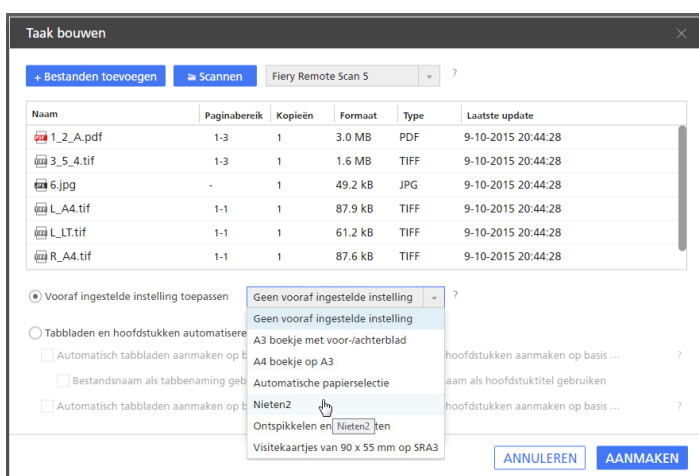 Taak bouwen
+ Bestanden toevoegen Scannen Fiery Remote Scan 5 ?
Naam Paginabereik Kopieën Formaat Type Laatste update
1_2_A.pdf 1-3 1 3.0 MB PDF 9-10-2015 20:44:28
3_5_4.tif 1-3 1 1.6 MB TIFF 9-10-2015 20:44:28
6.jpg - 1 49.2 kB JPG 9-10-2015 20:44:28
L_A4.tif 1-1 1 87.9 kB TIFF 9-10-2015 20:44:28
L_LT.tif 1-1 1 61.2 kB TIFF 9-10-2015 20:44:28
R_A4.tif 1-1 1 87.6 kB TIFF 9-10-2015 20:44:28
Vooraf ingestelde instelling toepassen Geen vooraf ingestelde instelling ?
Geen vooraf ingestelde instelling
Tabbladen en hoofdstukken automatisere
A3 boekje met voor-/achterblad
Automatisch tabbladen aanmaken op b hoofdstukken aanmaken op basis ... ?
A4 boekje op A3
Bestandsnaam als tabbenaming geb aam als hoofdstuktitel gebruiken
Automatische papierselectie
Automatisch tabbladen aanmaken op b hoofdstukken aanmaken op basis ... ?
Nieten2
Ontspikkelen en Nieten2 ten
Visitekaartjes van 90 x 55 mm op SRA3
ANNULEREN AANMAKEN